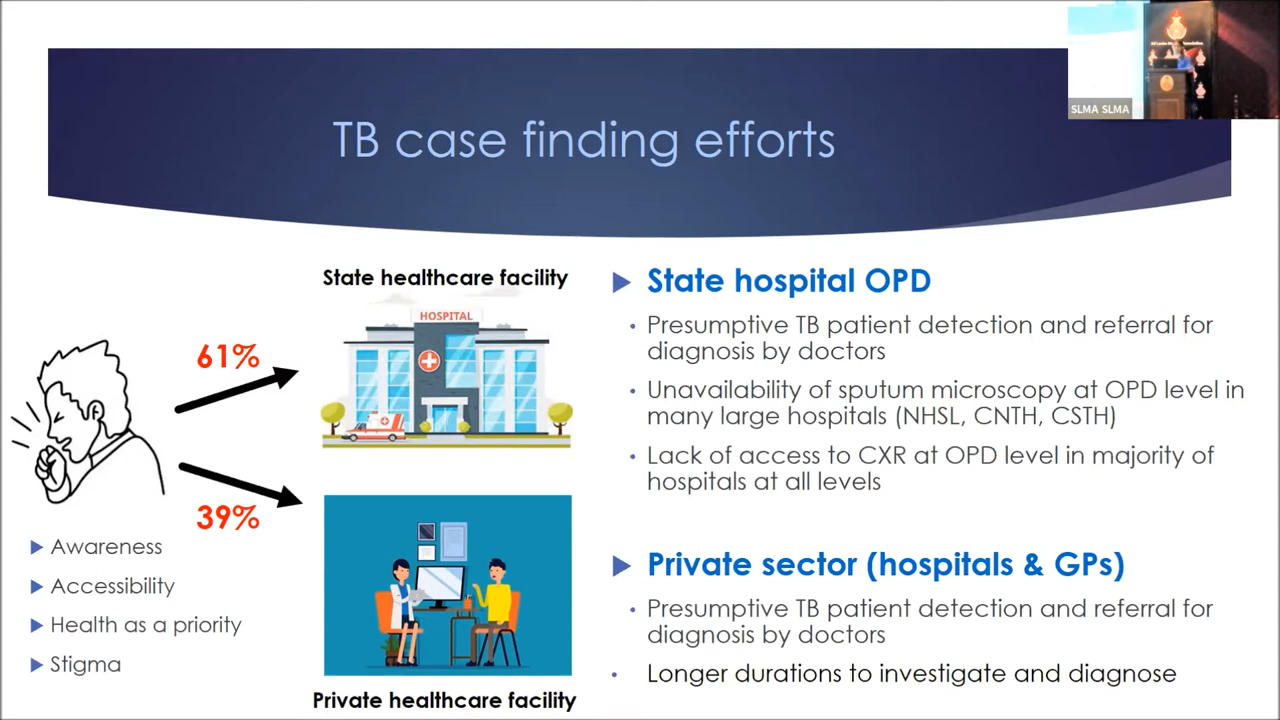 SLMA SLMA
TB case finding efforts
State healthcare facility
HOSPITAL
61%
39%
Awareness
Accessibility
Health as a priority
Stigma
Private healthcare facility
State hospital OPD
Presumptive TB patient detection and referral for
diagnosis by doctors
Unavailability of sputum microscopy at OPD level in
many large hospitals (NHSL, CNTH, CSTH)
Lack of access to CXR at OPD level in majority of
hospitals at all levels
Private sector (hospitals & GPs)
Presumptive TB patient detection and referral for
diagnosis by doctors
Longer durations to investigate and diagnose